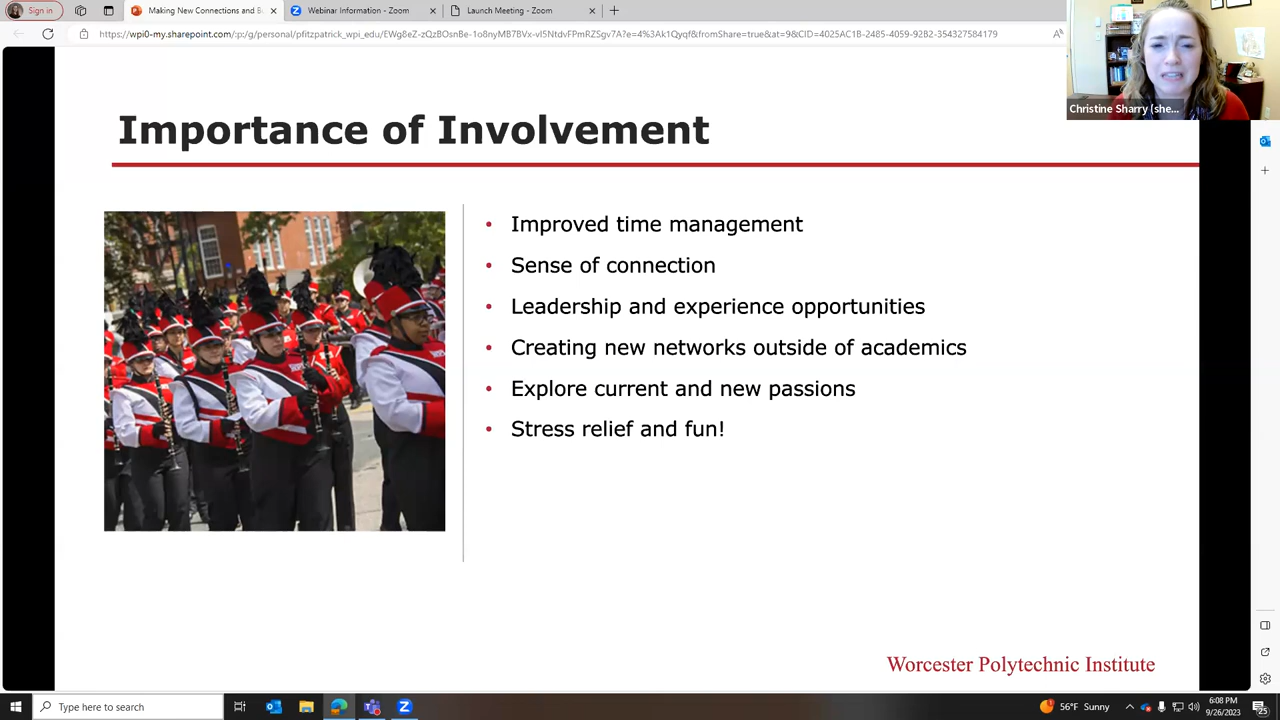 Sign in
Making New Connections and B
Webinar Information - Zoom
Launch Meeting - Zoom
Christine Sharry (she...
Importance of Involvement
• Improved time management
• Sense of connection
• Leadership and experience opportunities
• Creating new networks outside of academics
• Explore current and new passions
• Stress relief and fun!
Worcester Polytechnic Institute
Type here to search
56°F Sunny
6:08 PM
9/26/2023
25